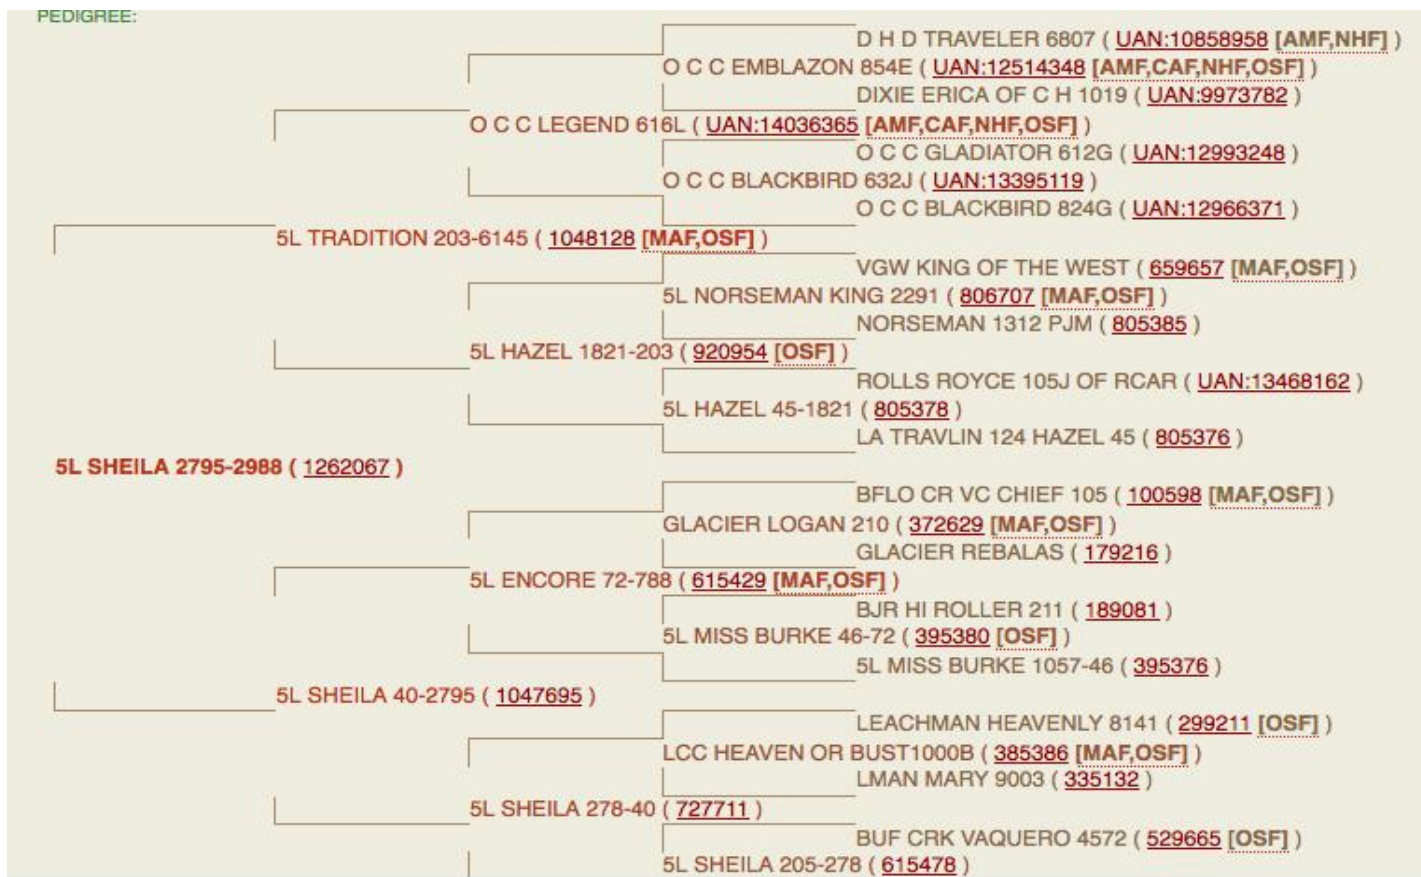 PEDIGREE:
D H D TRAVELER 6807 ( UAN:10858958 [AMF,NHF] )
O C C EMBLAZON 854E ( UAN:12514348 [AMF,CAF,NHF,OSF] )
DIXIE ERICA OF C H 1019 ( UAN:9973782 )
O C C LEGEND 616L ( UAN:14036365 [AMF,CAF,NHF,OSF] )
O C C GLADIATOR 612G ( UAN:12993248 )
O C C BLACKBIRD 632J ( UAN:13395119 )
O C C BLACKBIRD 824G ( UAN:12966371 )
5L TRADITION 203-6145 ( 1048128 [MAF,OSF] )
VGW KING OF THE WEST ( 659657 [MAF,OSF] )
5L NORSEMAN KING 2291 ( 806707 [MAF,OSF] )
NORSEMAN 1312 PJM ( 805385 )
5L HAZEL 1821-203 ( 920954 [OSF] )
ROLLS ROYCE 105J OF RCAR ( UAN:13468162 )
5L HAZEL 45-1821 ( 805378 )
LA TRAVLIN 124 HAZEL 45 ( 805376 )
5L SHEILA 2795-2988 ( 1262067 )
BFLO CR VC CHIEF 105 ( 100598 [MAF,OSF] )
GLACIER LOGAN 210 ( 372629 [MAF,OSF] )
GLACIER REBALAS ( 179216 )
5L ENCORE 72-788 ( 615429 [MAF,OSF] )
BJR HI ROLLER 211 ( 189081 )
5L MISS BURKE 46-72 ( 395380 [OSF] )
5L MISS BURKE 1057-46 ( 395376 )
5L SHEILA 40-2795 ( 1047695 )
LEACHMAN HEAVENLY 8141 ( 299211 [OSF] )
LCC HEAVEN OR BUST1000B ( 385386 [MAF,OSF] )
LMAN MARY 9003 ( 335132 )
5L SHEILA 278-40 ( 727711 )
BUF CRK VAQUERO 4572 ( 529665 [OSF] )
5L SHEILA 205-278 ( 615478 )